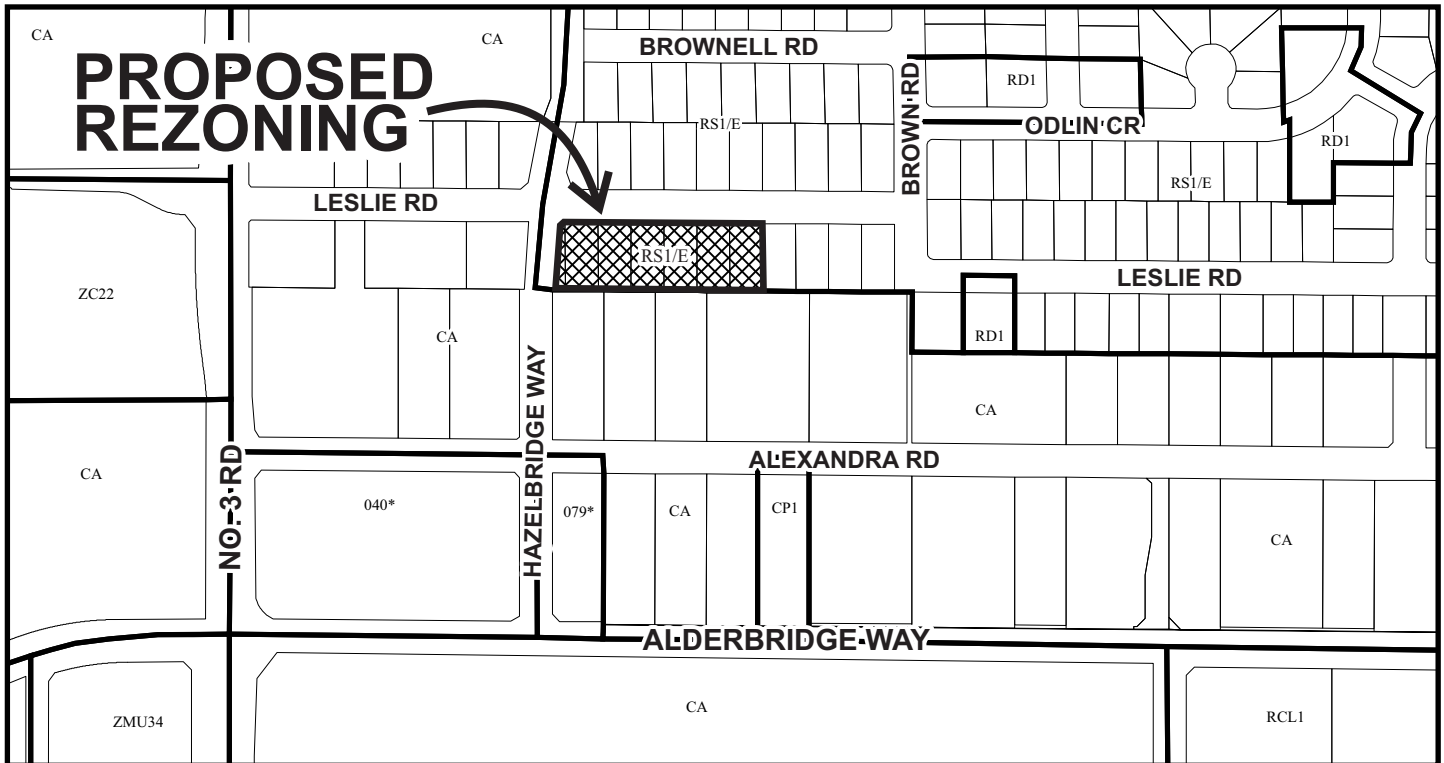 CA
CA
PROPOSED
REZONING
BROWNELL RD
BROWN RD
RD1
ODLIN CR
RD1
RS1/E
RS1/E
LESLIE RD
RS1/E
LESLIE RD
ZC22
CA
RD1
HAZELBRIDGE WAY
CA
NO. 3 RD
CA
ALEXANDRA RD
040*
079*
CA
CP1
CA
ALDERBRIDGE WAY
ZMU34
CA
RCL1